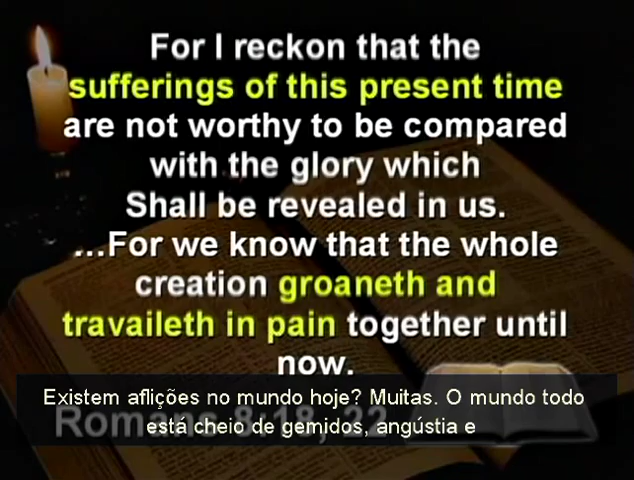 For I reckon that the
sufferings of this present time
are not worthy to be compared
with the glory which
Shall be revealed in us.
...For we know that the whole
creation groaneth and
travaileth in pain together until
now.
Existem aflições no mundo hoje? Muitas. O mundo todo
está cheio de gemidos, angústia e
Romans 8:18, 22